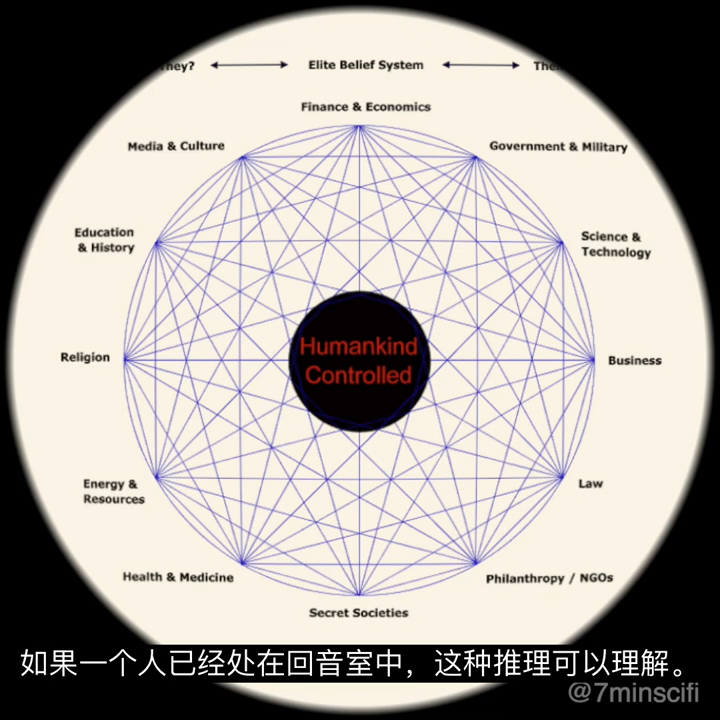 hey?
Elite Belief System
The
Finance & Economics
Media & Culture
Government & Military
Education
& History
Science &
Technology
Humankind
Controlled
Religion
Business
Energy &
Resources
Law
Health & Medicine
Philanthropy / NGOs
Secret Societies
如果一个人已经处在回音室中，这种推理可以理解。
@7minscifi